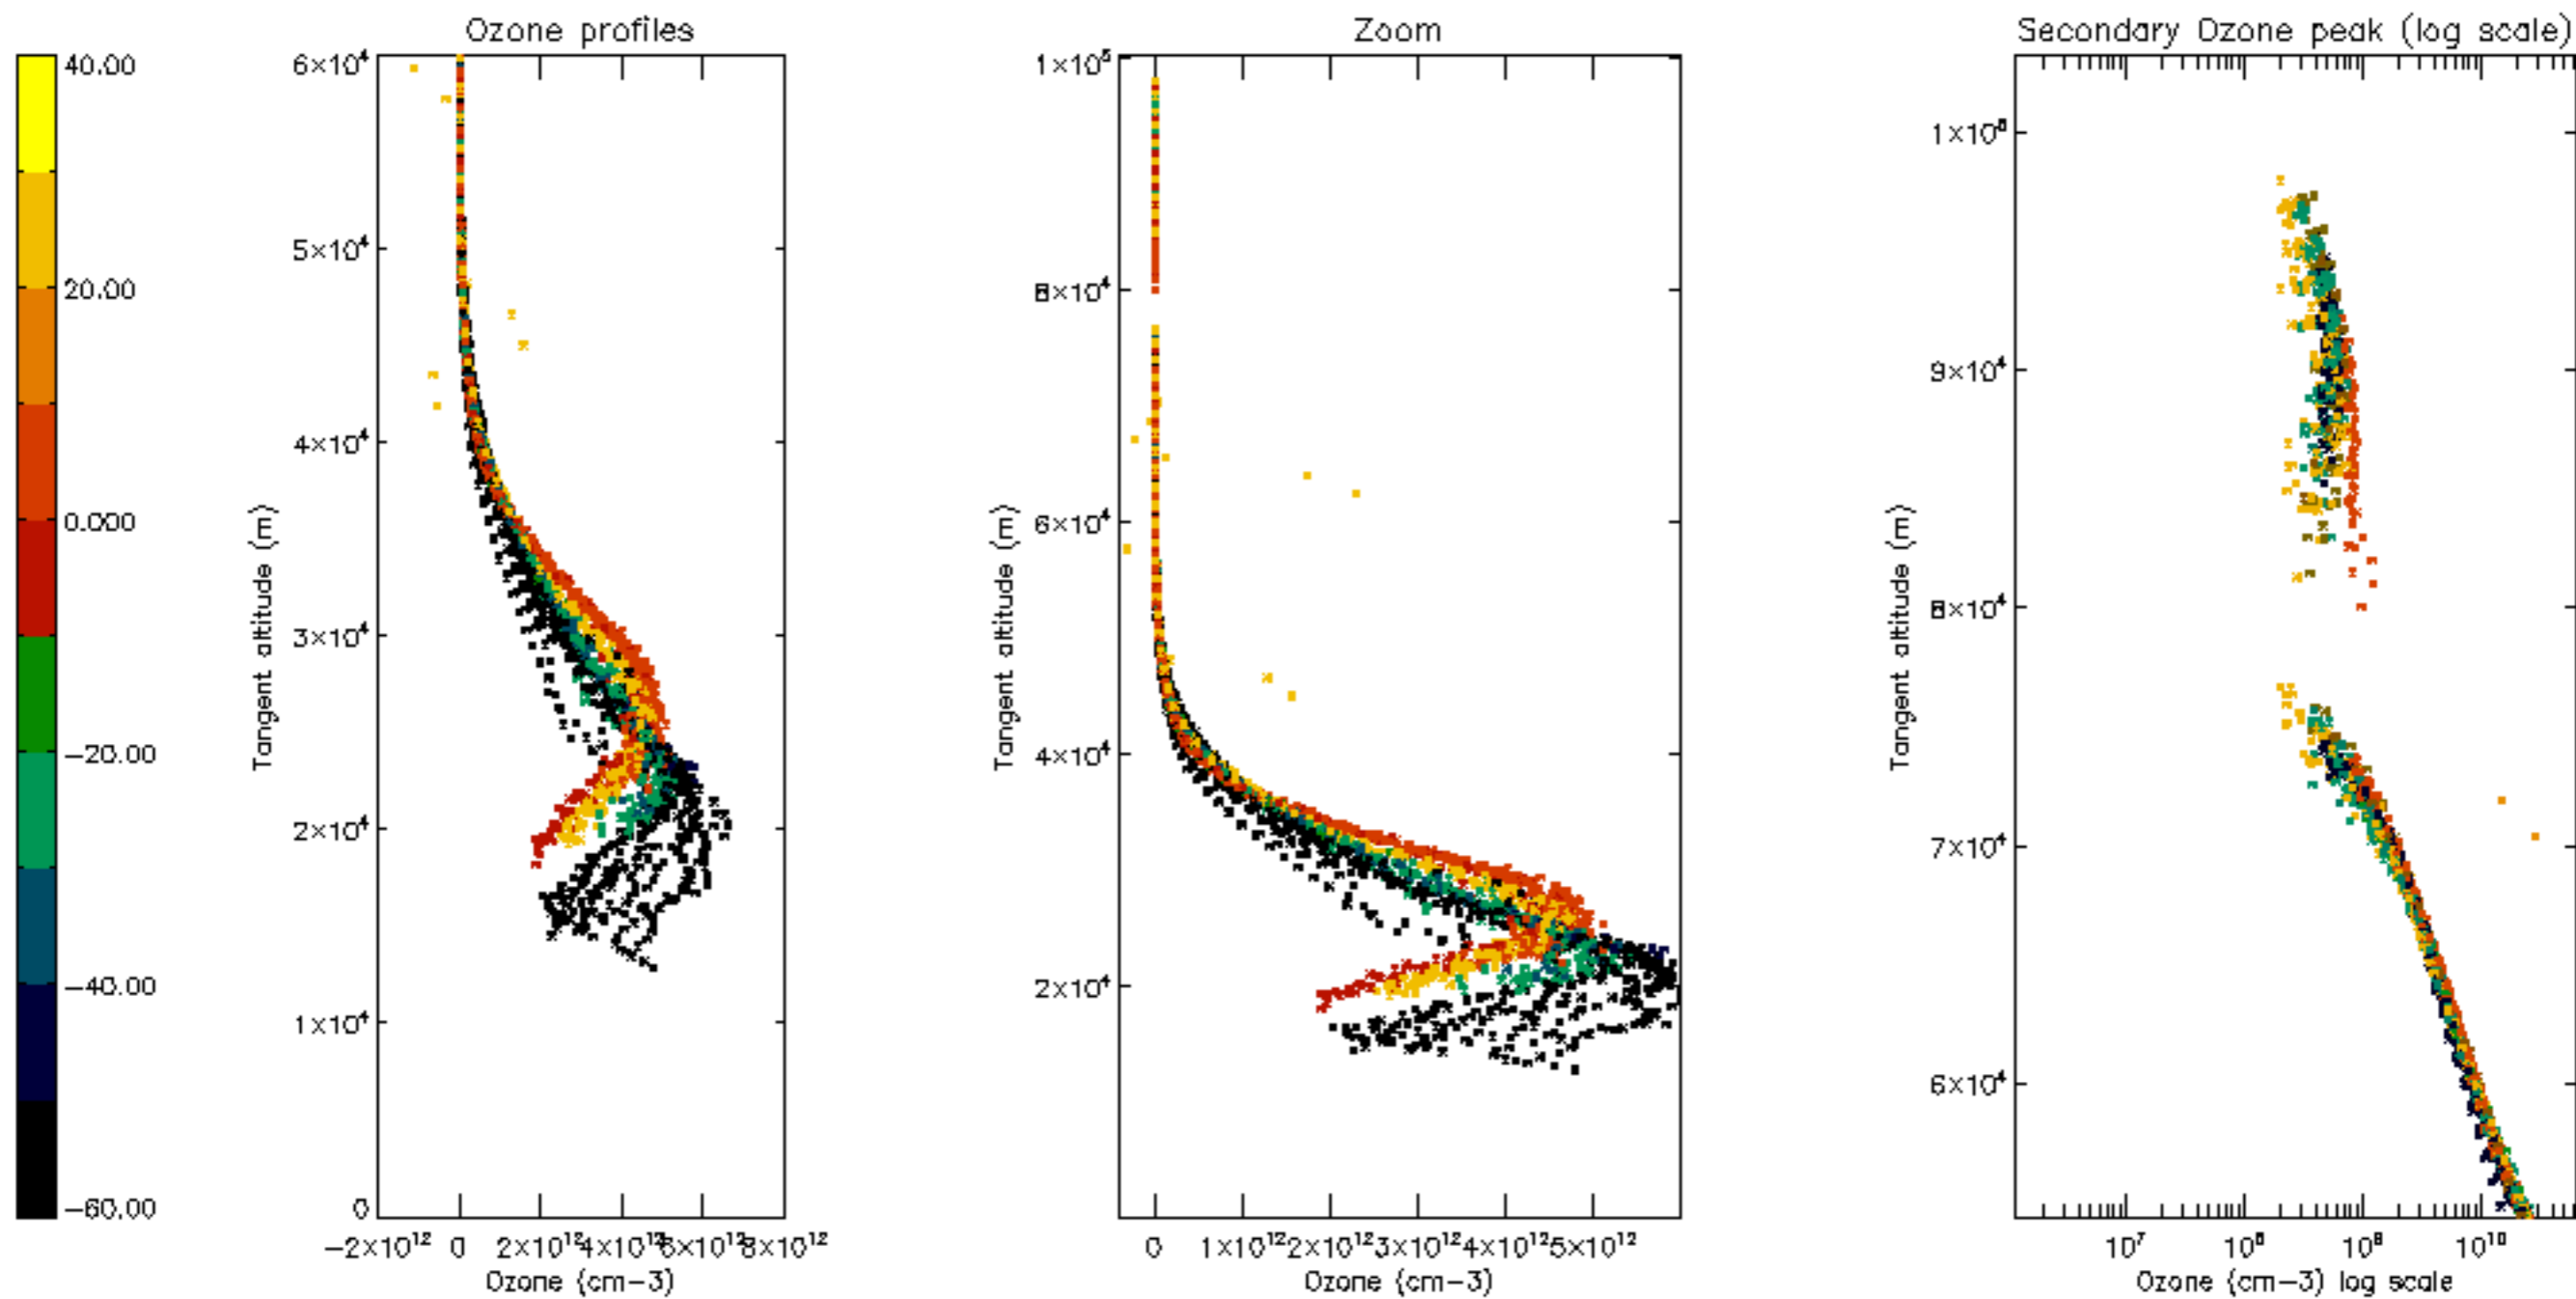 Ozone profiles
Zoom
Secondary Ozone peak (log scale)
40.00
20.00
0.000
−20.00
−40.00
−60.00
6×10⁴
5×10⁴
4×10⁴
3×10⁴
2×10⁴
1×10⁴
0
Tangent altitude (m)
−2×10¹² 0 2×10¹² 4×10¹² 6×10¹² 8×10¹²
Ozone (cm−3)
1×10⁵
8×10⁴
6×10⁴
4×10⁴
2×10⁴
Tangent altitude (m)
0 1×10¹² 2×10¹² 3×10¹² 4×10¹² 5×10¹²
Ozone (cm−3)
9×10⁴
8×10⁴
7×10⁴
6×10⁴
Tangent altitude (m)
10⁷ 10⁸ 10⁹ 10¹⁰
Ozone (cm−3) log scale